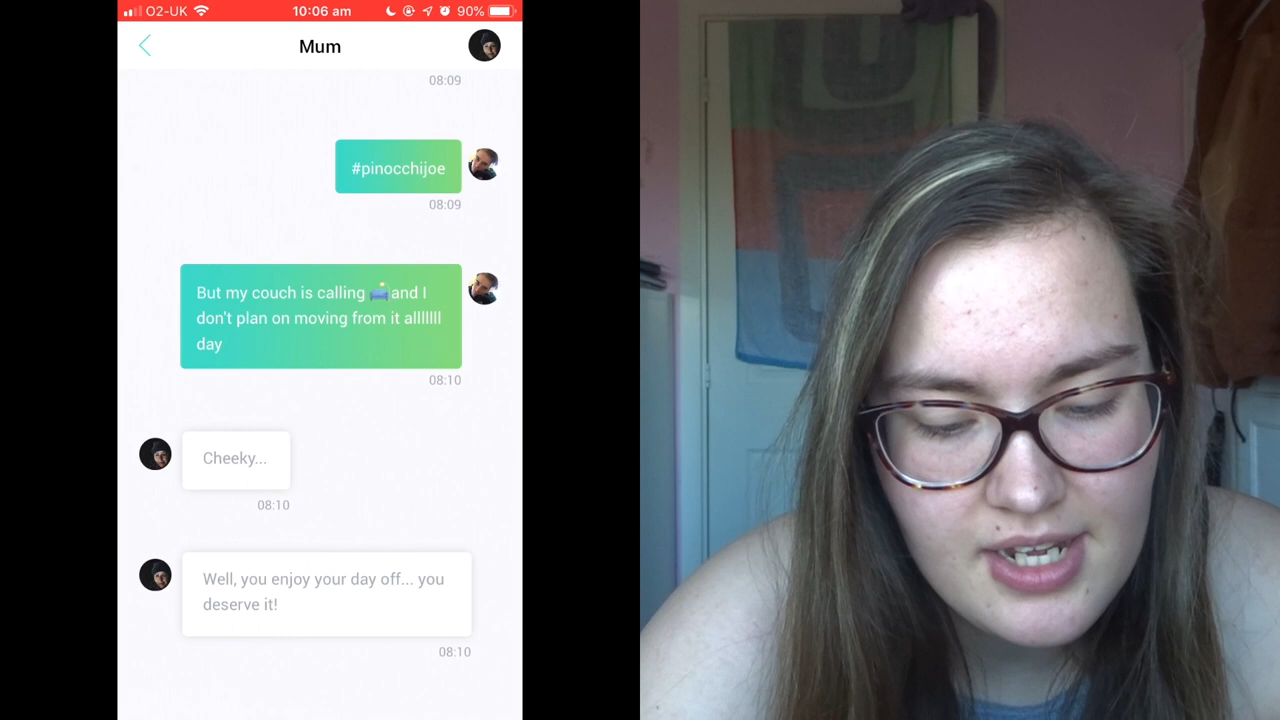 O2-UK 10:06 am 90%
Mum
08:09
#pinocchijoe
08:09
But my couch is calling 🛋️and I
don't plan on moving from it alllllll
day
08:10
Cheeky...
08:10
Well, you enjoy your day off... you
deserve it!
08:10